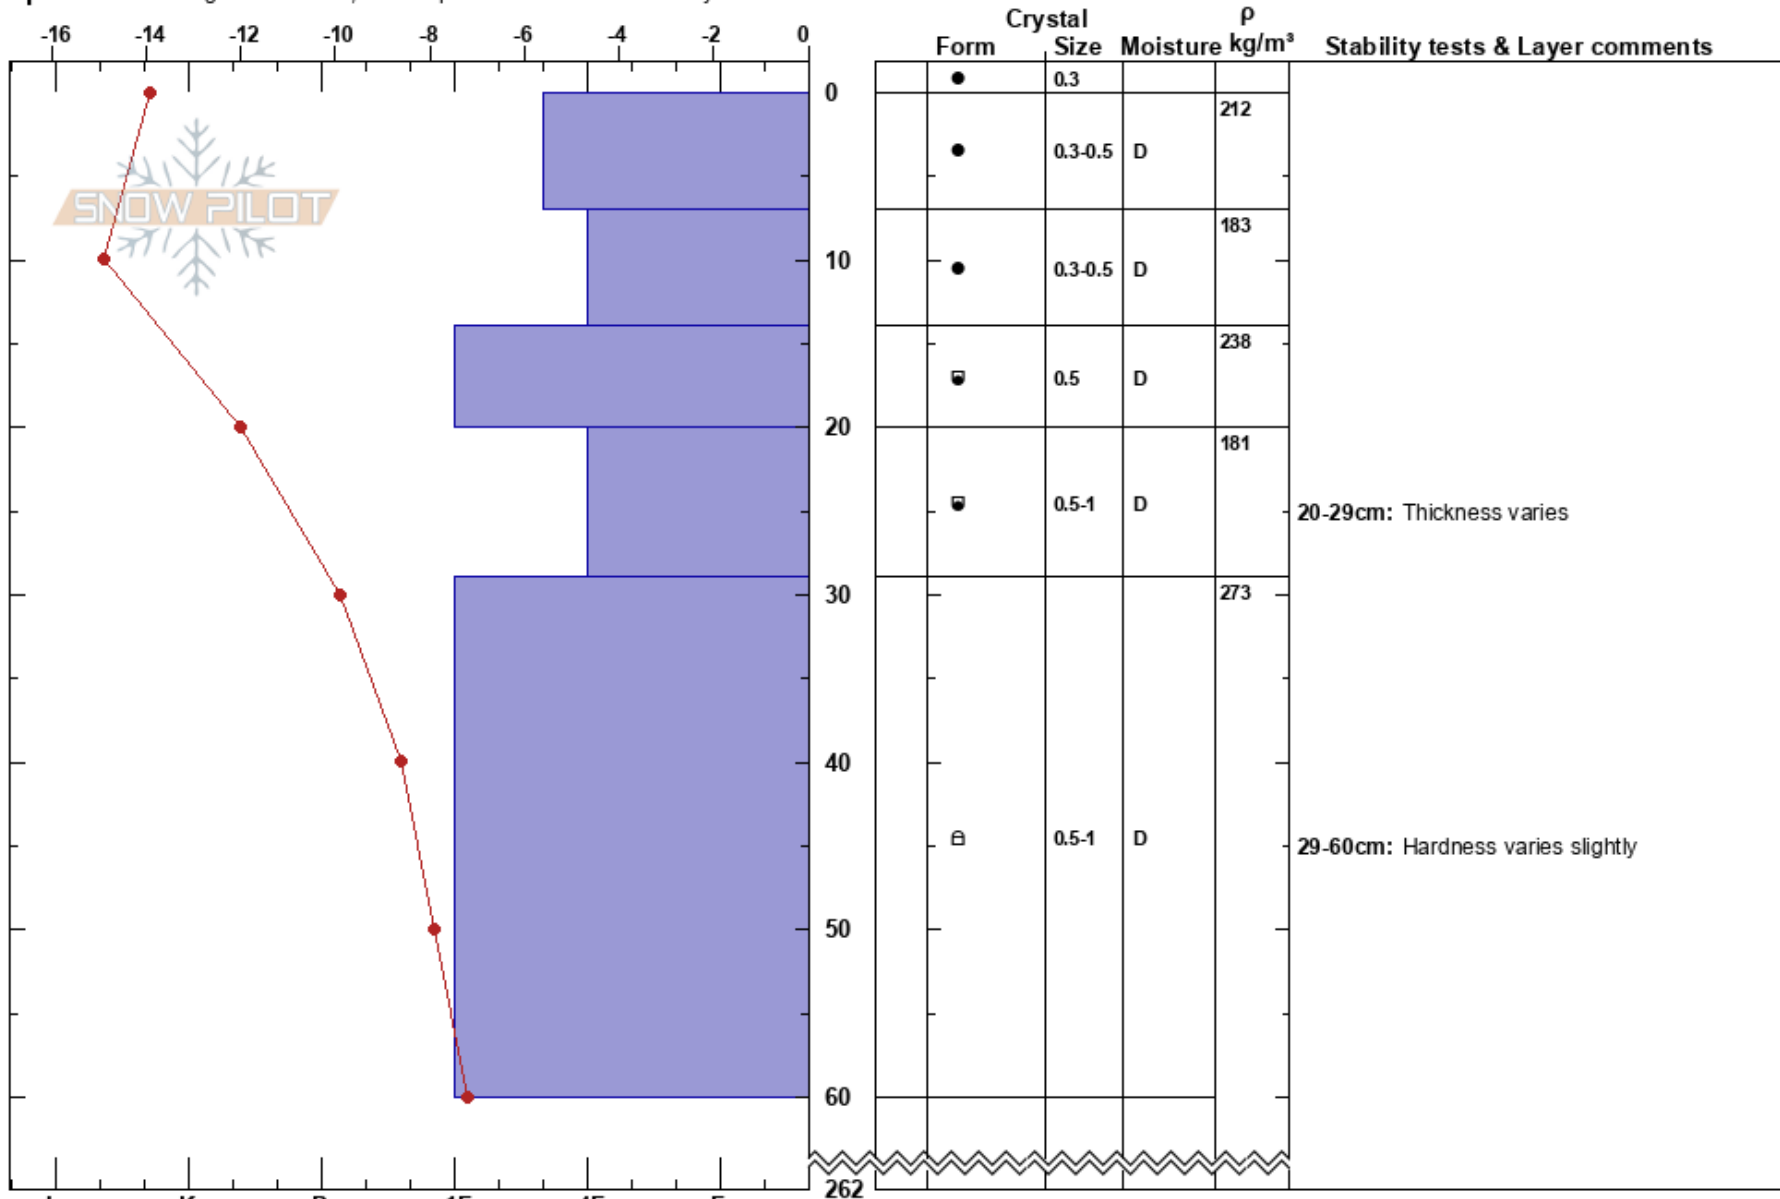 Crystal ρ
Form Size Moisture kg/m³ Stability tests & Layer comments
-16 -14 -12 -10 -8 -6 -4 -2 0
0.3
0
212
0.3-0.5 D
SNOW PILOT
183
10
0.3-0.5 D
238
0.5 D
20
181
0.5-1 D
20-29cm: Thickness varies
30
273
40
0.5-1 D
29-60cm: Hardness varies slightly
50
60
262